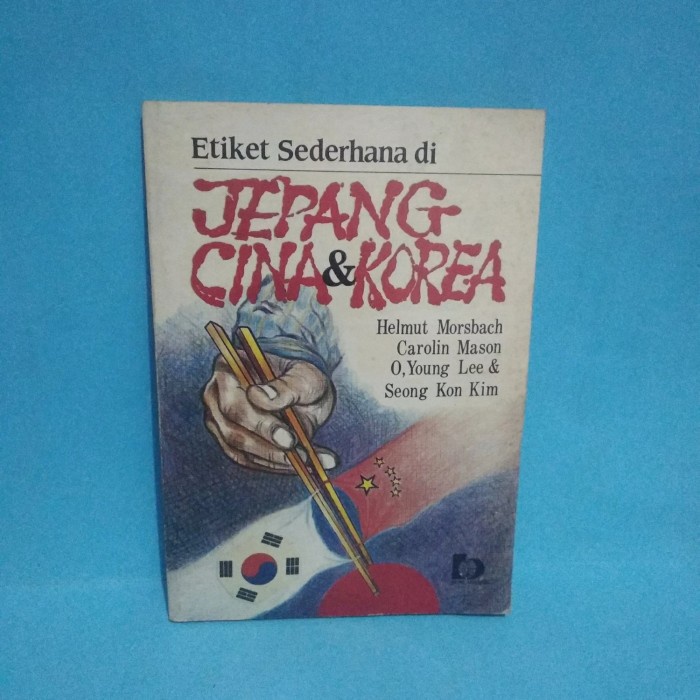 Etiket Sederhana di
JEPANG
CINA & KOREA
Helmut Morsbach
Carolin Mason
O,Young Lee &
Seong Kon Kim